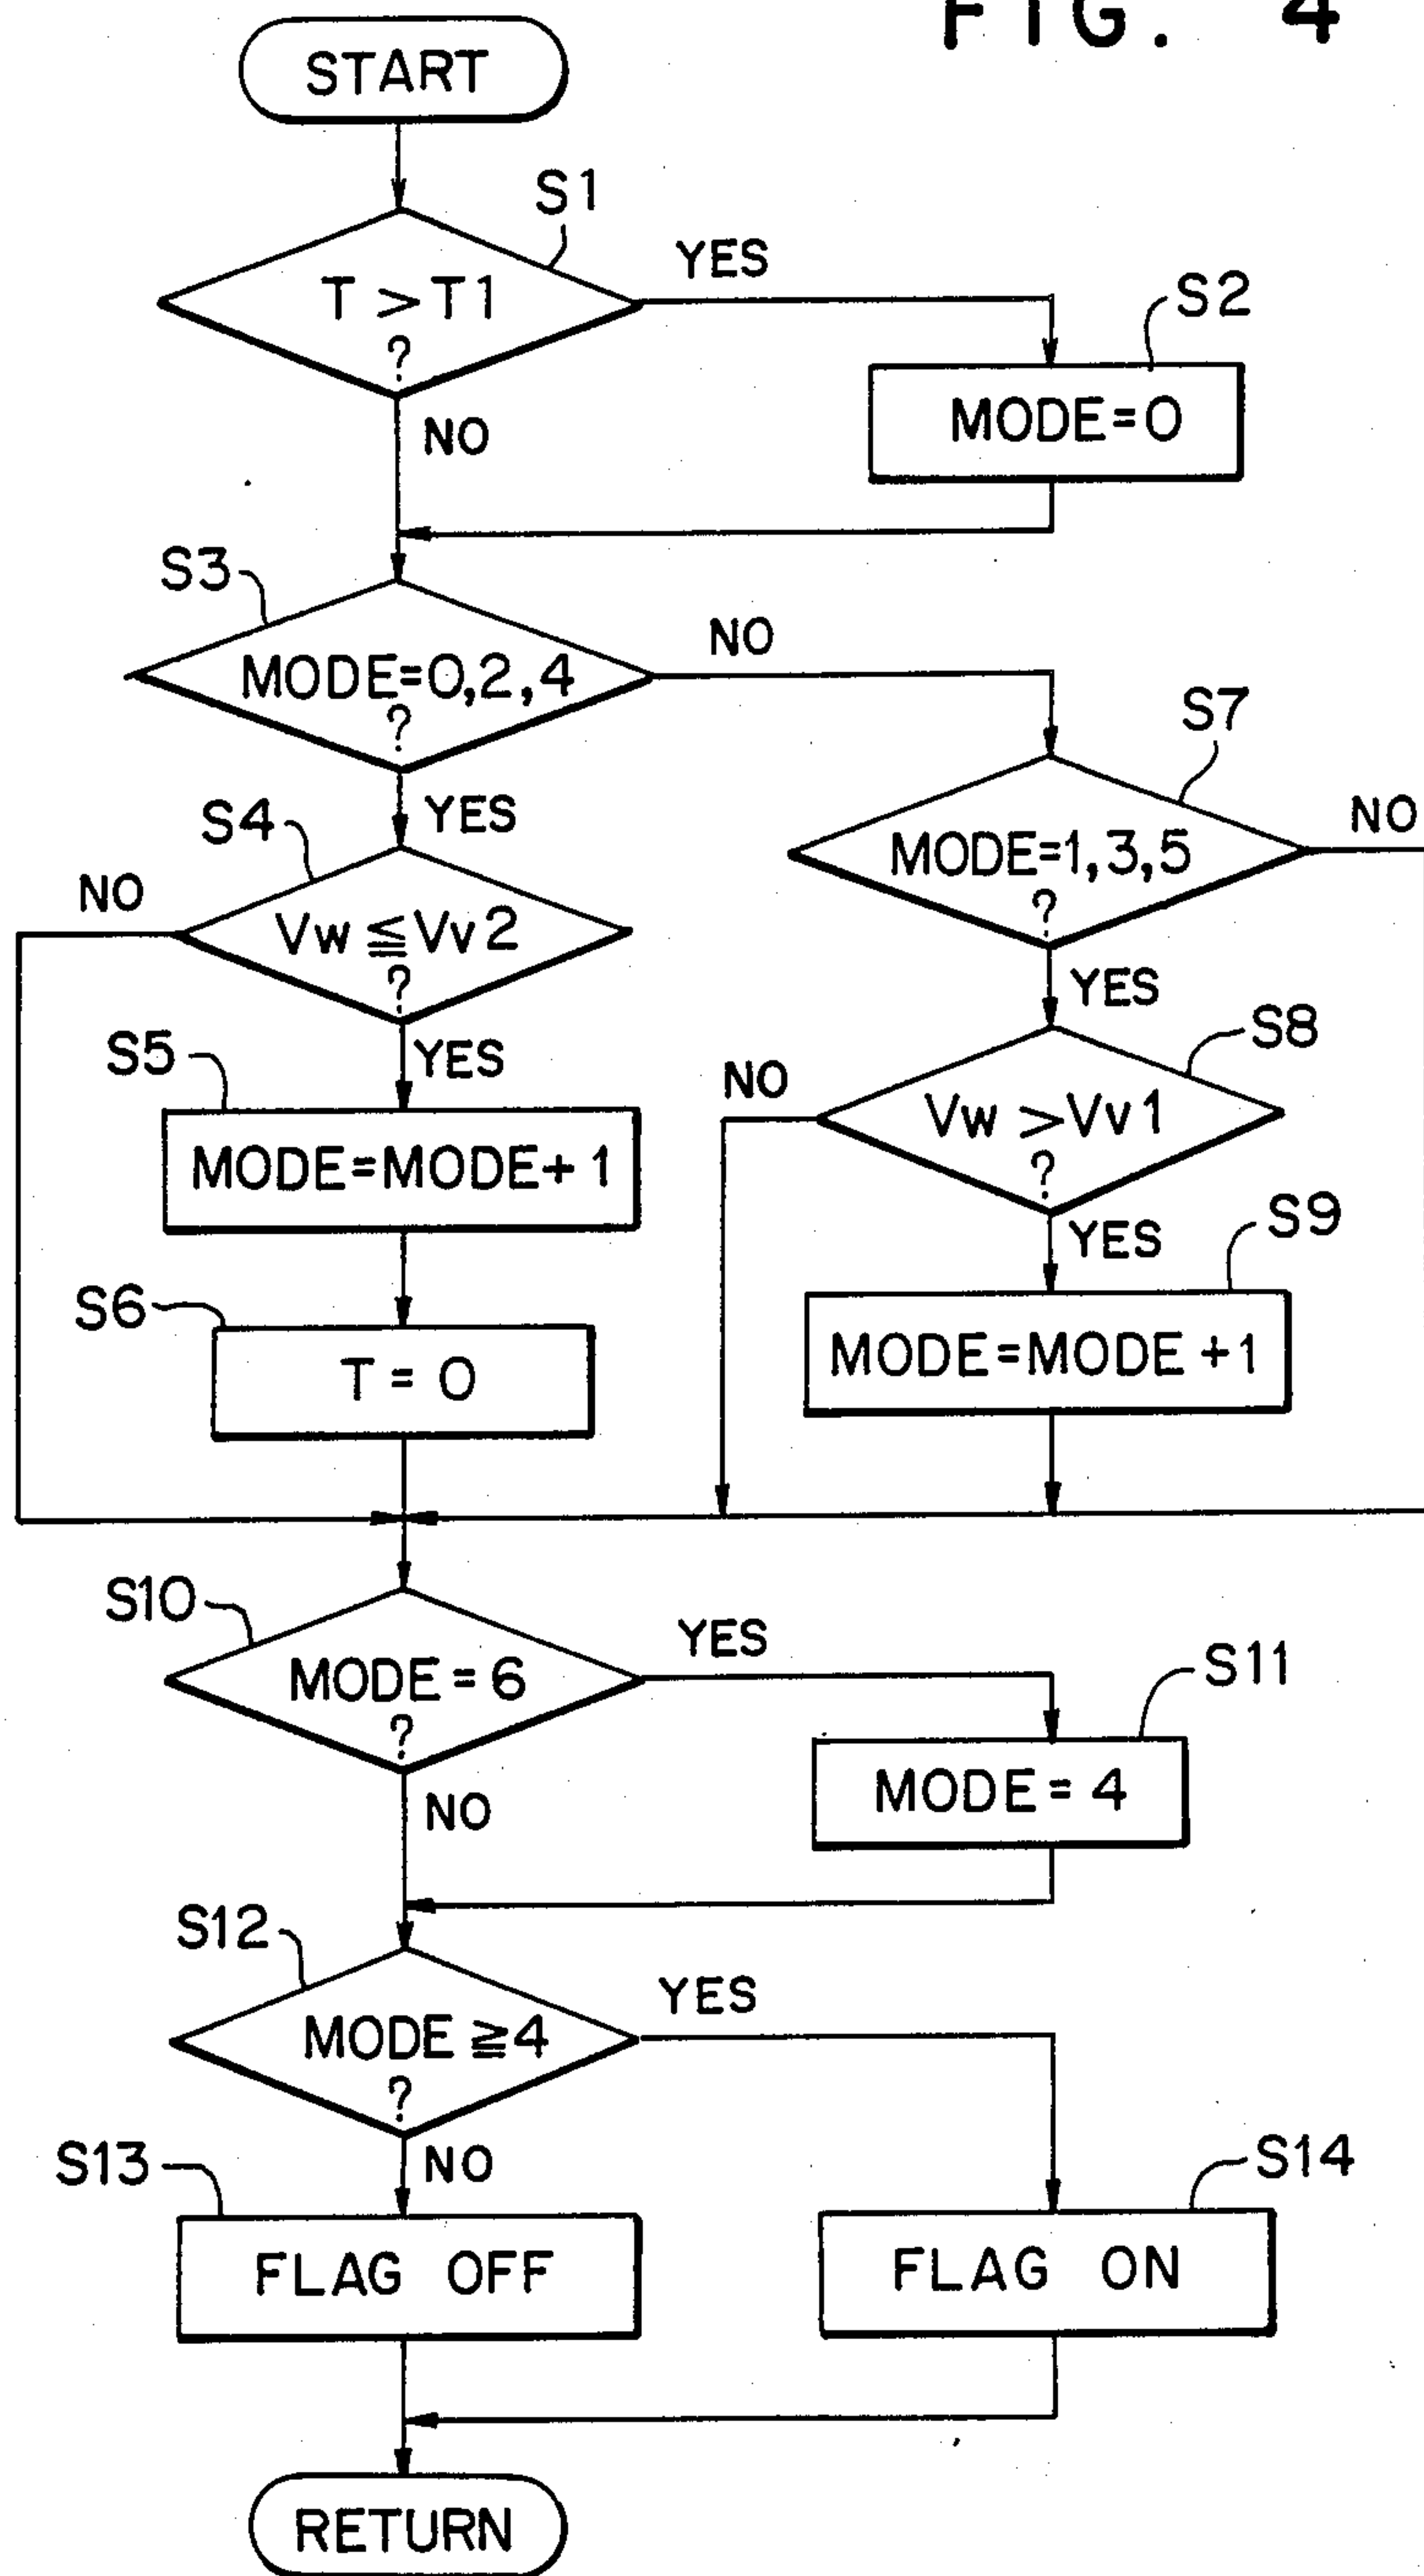 FIG. 4
START
S1
T > T1
?
YES
S2
MODE=0
NO
S3
MODE=0,2,4
?
NO
S7
YES
S4
MODE=1,3,5
?
NO
NO
Vw ≦ Vv2
?
YES
S8
S5
YES
NO
Vw > Vv1
?
MODE=MODE+1
YES
S9
S6
T = 0
MODE=MODE+1
S10
MODE = 6
?
YES
S11
MODE = 4
NO
S12
MODE ≧4
?
YES
S13
NO
S14
FLAG OFF
FLAG ON
RETURN